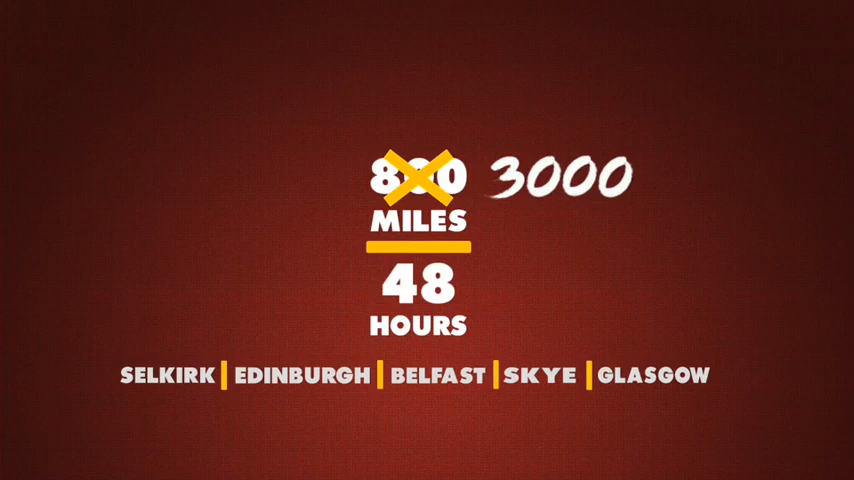 800 3000
MILES
48
HOURS
SELKIRK EDINBURGH BELFAST SKYE GLASGOW